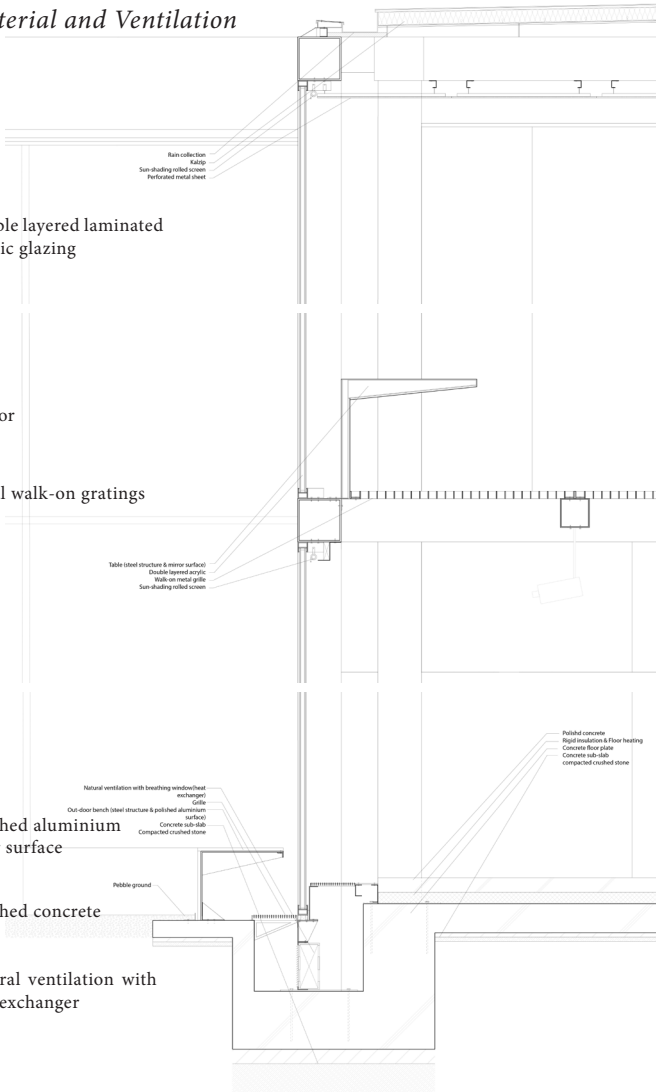 terial and Ventilation
Rain collection
Kalzip
Sun-shading rolled screen
Perforated metal sheet
ble layered laminated
ic glazing
or
l walk-on gratings
Table (steel structure & mirror surface)
Double layered acrylic
Walk-on metal grille
Sun-shading rolled screen
Polishd concrete
Rigid insulation & Floor heating
Concrete floor plate
Concrete sub-slab
compacted crushed stone
Natural ventilation with breathing window(heat
exchanger)
Grille
Out-door bench (steel structure & polished aluminium
surface)
Concrete sub-slab
Compacted crushed stone
hed aluminium
surface
Pebble ground
hed concrete
ral ventilation with
exchanger